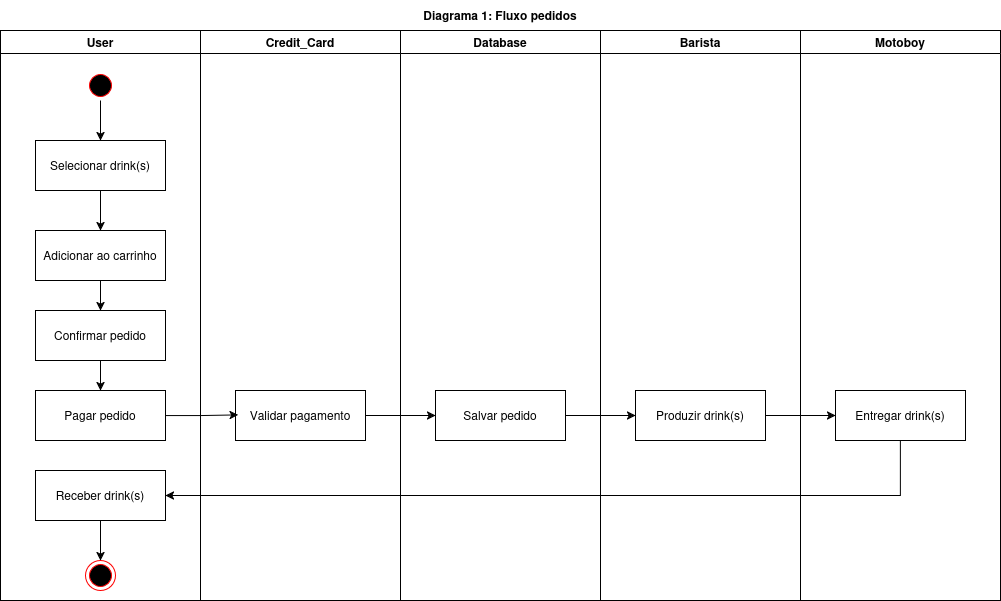 Diagrama 1: Fluxo pedidos
User
Credit_Card
Database
Barista
Motoboy
Selecionar drink(s)
Adicionar ao carrinho
Confirmar pedido
Pagar pedido
Validar pagamento
Salvar pedido
Produzir drink(s)
Entregar drink(s)
Receber drink(s)